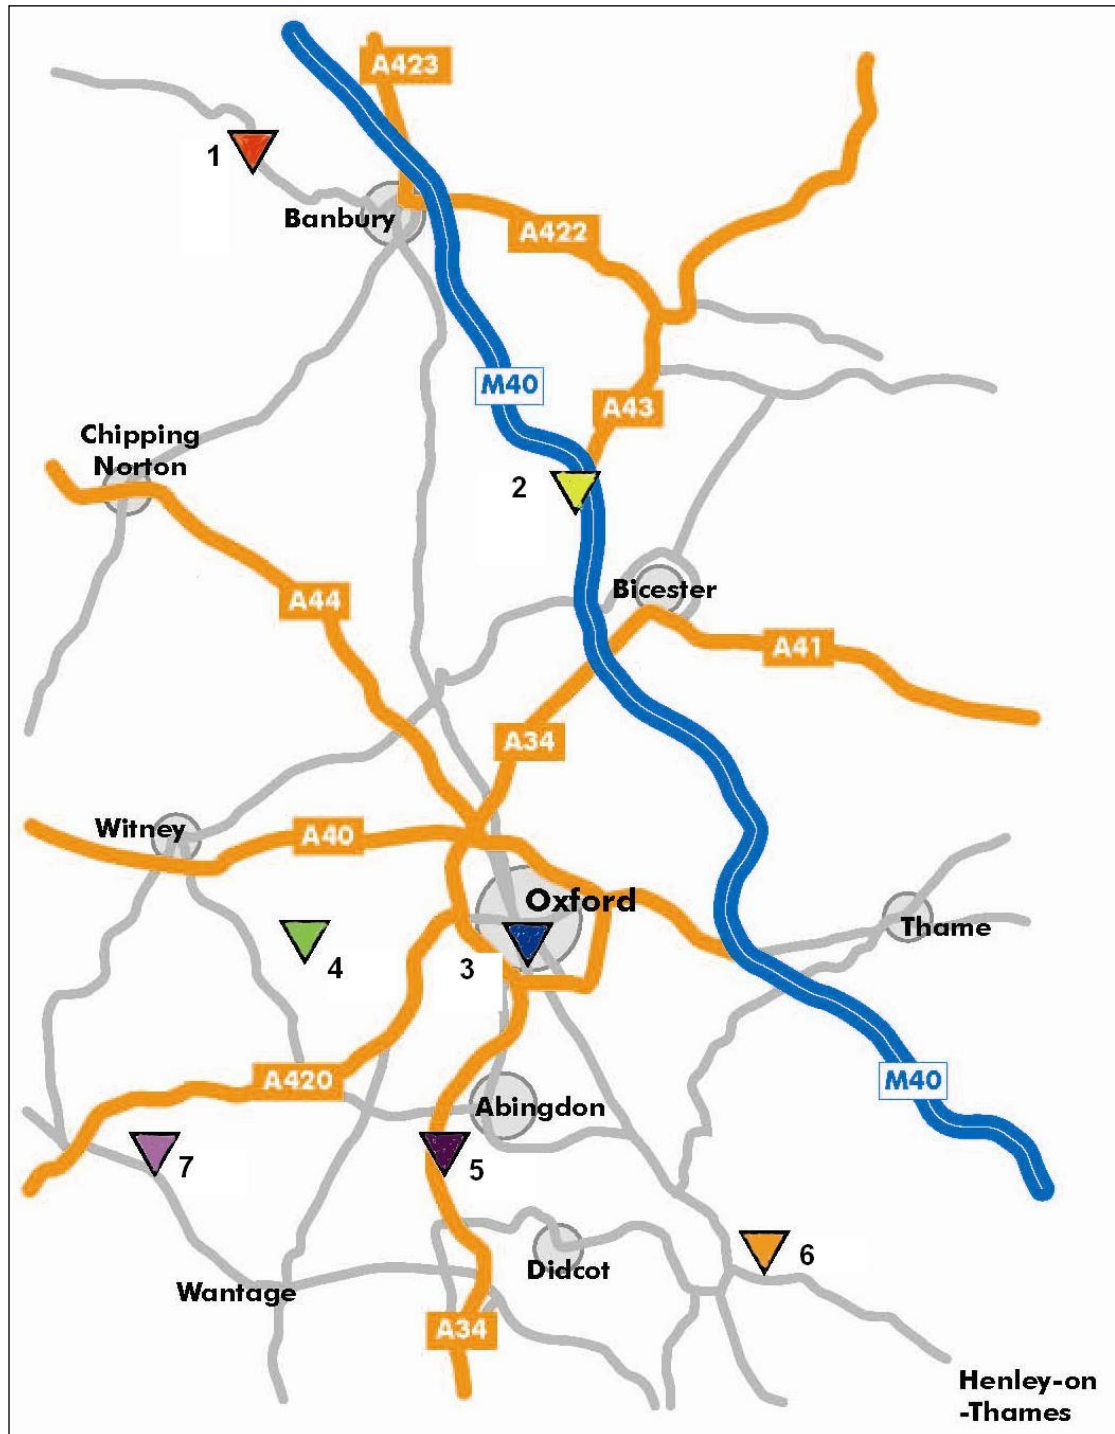 A423
1
Banbury
A422
M40
A43
Chipping
Norton
2
Bicester
A44
A41
A34
Witney
A40
Oxford
Thame
3
4
A420
M40
Abingdon
7
5
6
Didcot
Wantage
A34
Henley-on
-Thames